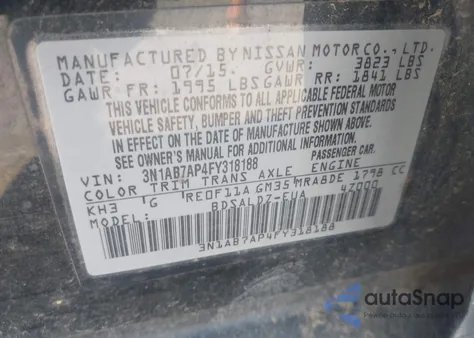 MANUFACTURED BY NISSAN MOTOR CO., LTD.
DATE: 07/15. GVWR: 3823 LBS
GAWR FR: 1995 LBS GAWR RR: 1841 LBS
THIS VEHICLE CONFORMS TO ALL APPLICABLE FEDERAL MOTOR
VEHICLE SAFETY, BUMPER AND THEFT PREVENTION STANDARDS
IN EFFECT ON THE DATE OF MANUFACTURE SHOWN ABOVE.
SEE OWNER'S MANUAL FOR ADDITIONAL INFORMATION.
VIN: 3N1AB7AP4FY318188 PASSENGER CAR.
COLOR TRIM TRANS AXLE ENGINE
KH3 'G RE0F11A GM35 MRA8DE 1798 CC
MODEL: BDSALDZ-EUA 47000
3N1AB7AP4FY318188
autoSnap